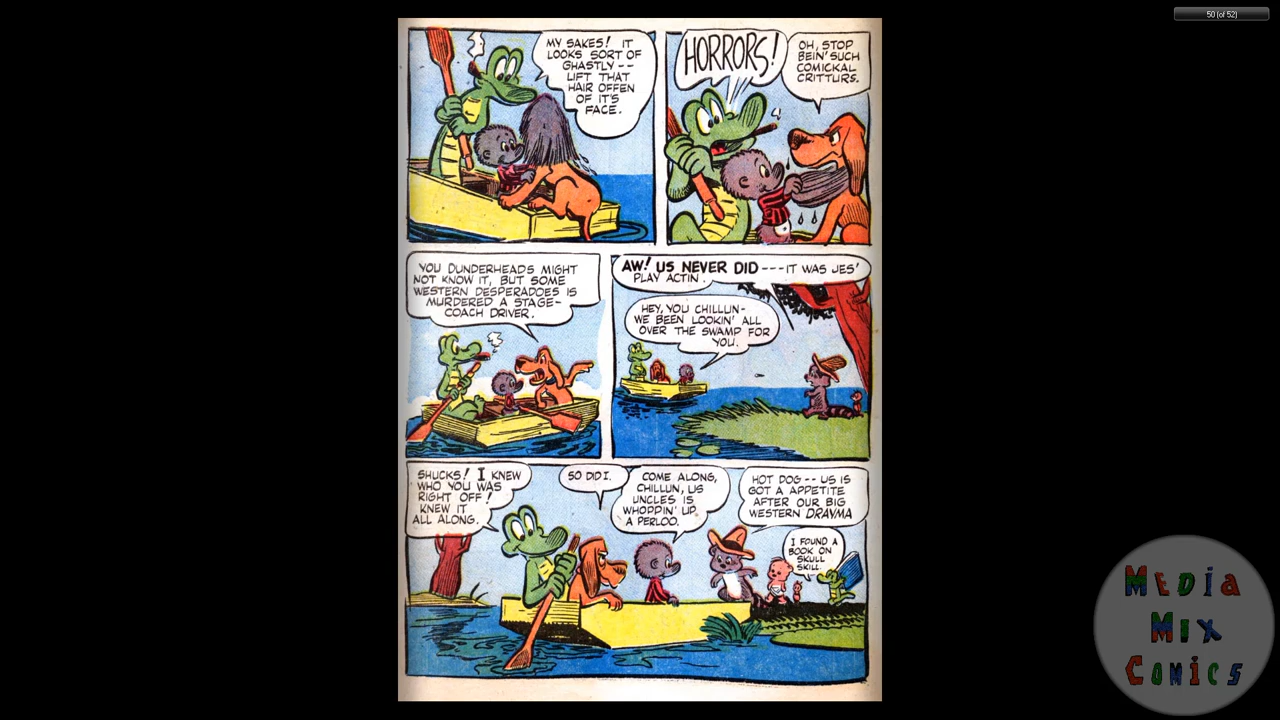 50 (of 52)
MY SAKES! IT
LOOKS SORT OF
GHASTLY --
LIFT THAT
HAIR OFFEN
OF IT'S
FACE.
HORRORS!
OH, STOP
BEIN' SUCH
COMICKAL
CRITTURS.
YOU DUNDERHEADS MIGHT
NOT KNOW IT, BUT SOME
WESTERN DESPERADOES IS
MURDERED A STAGE-
COACH DRIVER.
AW! US NEVER DID ---IT WAS JES'
PLAY ACTIN'.
HEY, YOU CHILLUN-
WE BEEN LOOKIN' ALL
OVER THE SWAMP FOR
YOU.
SHUCKS! I KNEW
WHO YOU WAS
RIGHT OFF!
KNEW IT
ALL ALONG.
SO DID I.
COME ALONG,
CHILLUN, US
UNCLES IS
WHOPPIN' UP
A PERLOO.
HOT DOG -- US IS
GOT A APPETITE
AFTER OUR BIG
WESTERN DRAYMA
I FOUND A
BOOK ON
SKULL
SKILL.
MEDIA
MIX
COMICS